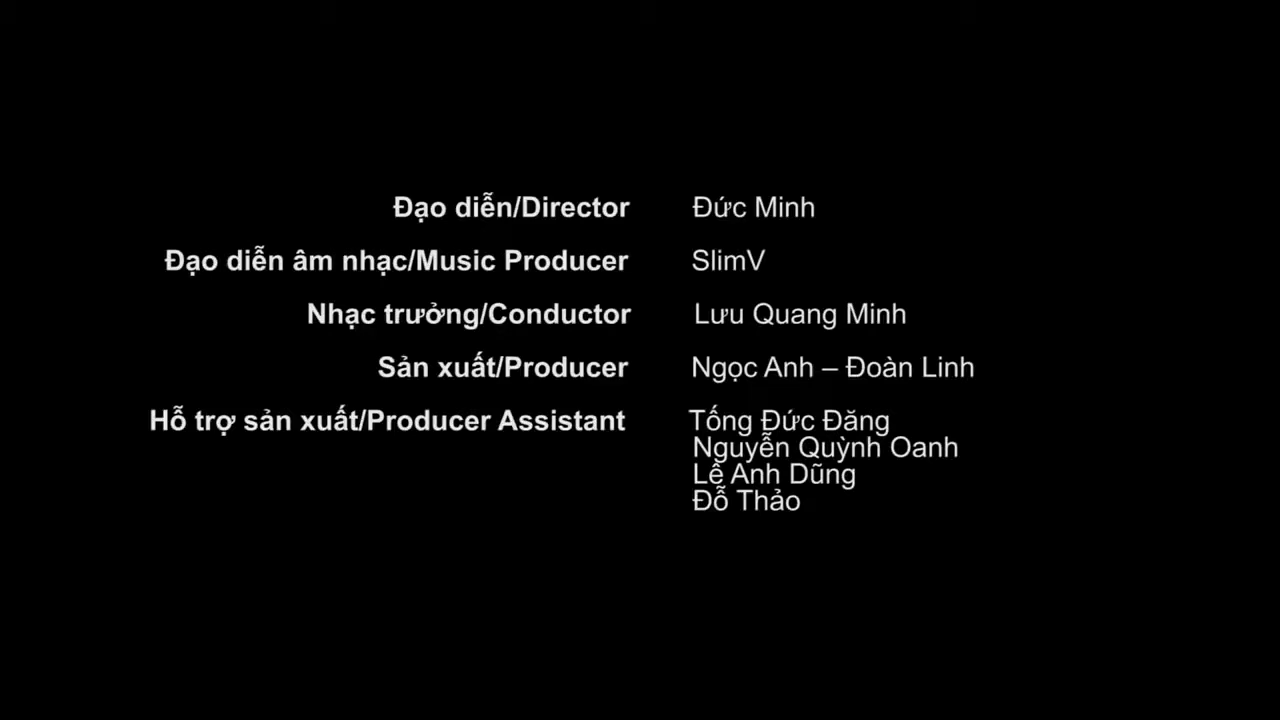 Đạo diễn/Director Đức Minh
Đạo diễn âm nhạc/Music Producer SlimV
Nhạc trưởng/Conductor Lưu Quang Minh
Sản xuất/Producer Ngọc Anh – Đoàn Linh
Hỗ trợ sản xuất/Producer Assistant Tống Đức Đăng
Nguyễn Quỳnh Oanh
Lê Anh Dũng
Đỗ Thảo